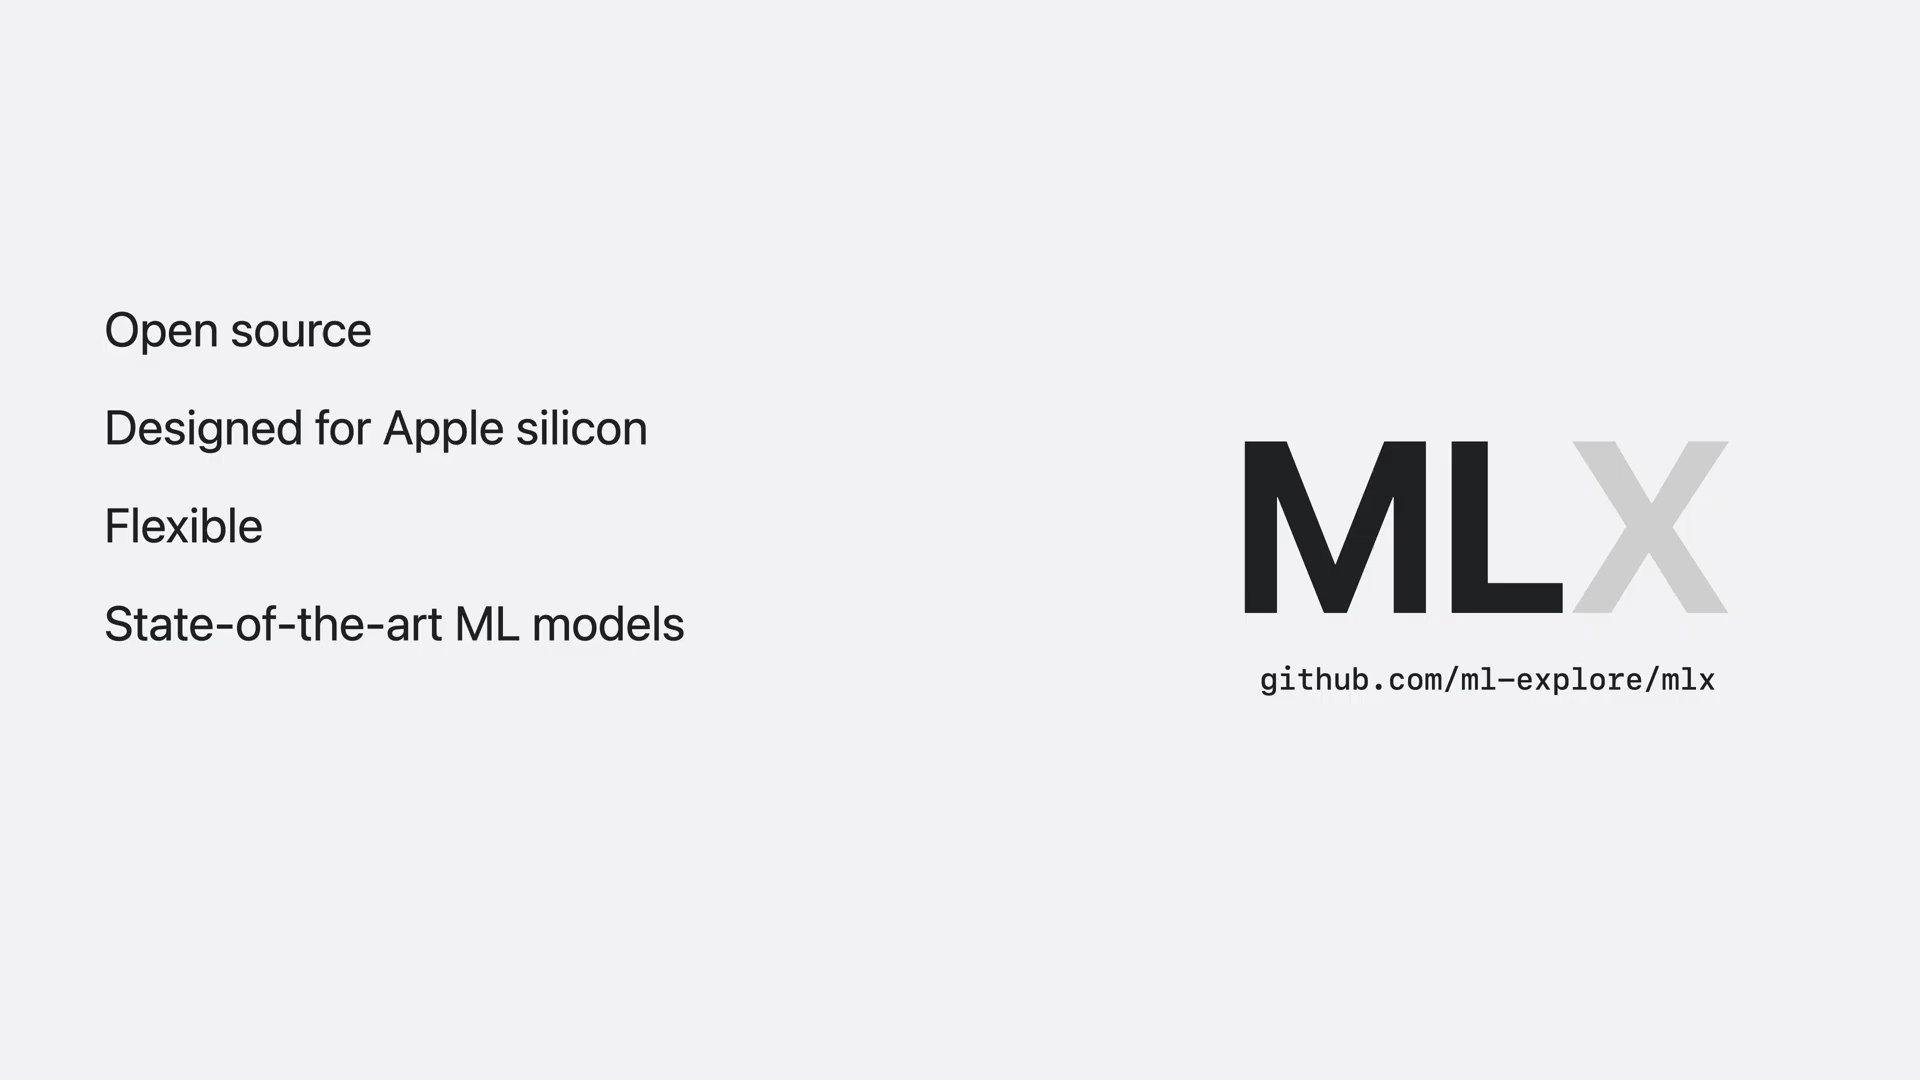 Open source
Designed for Apple silicon
Flexible
State-of-the-art ML models
MLX
github.com/ml-explore/mlx